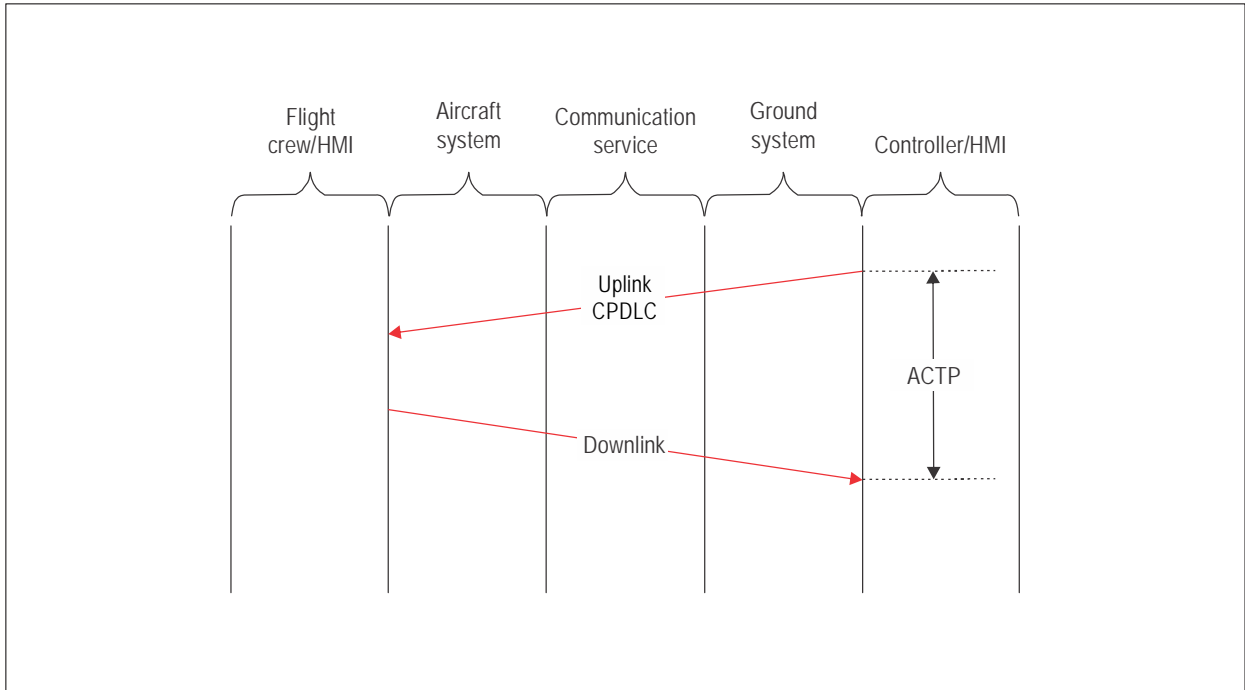 Flight
crew/HMI
Aircraft
system
Communication
service
Ground
system
Controller/HMI
Uplink
CPDLC
ACTP
Downlink